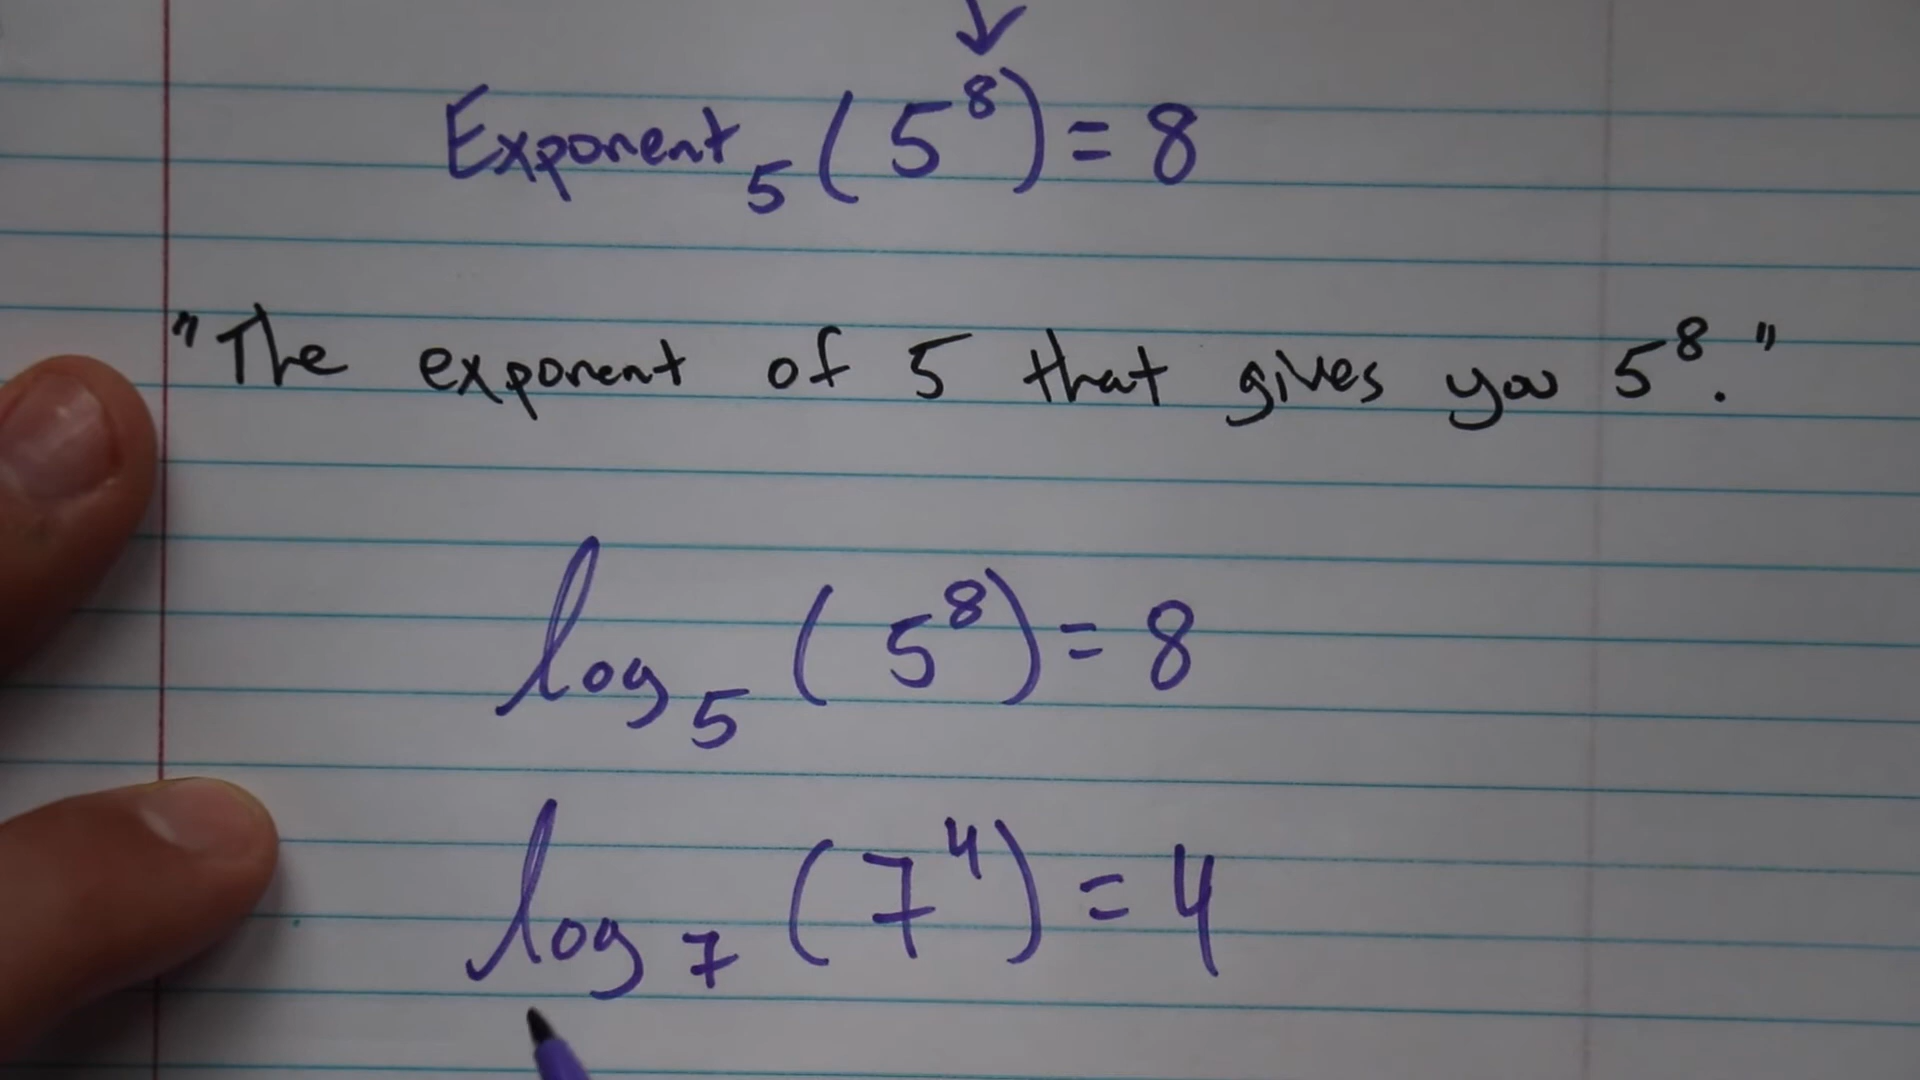 Exponent₅(5⁸)=8
"The exponent of 5 that gives you 5⁸."
log₅(5⁸)=8
log₇(7⁴)=4